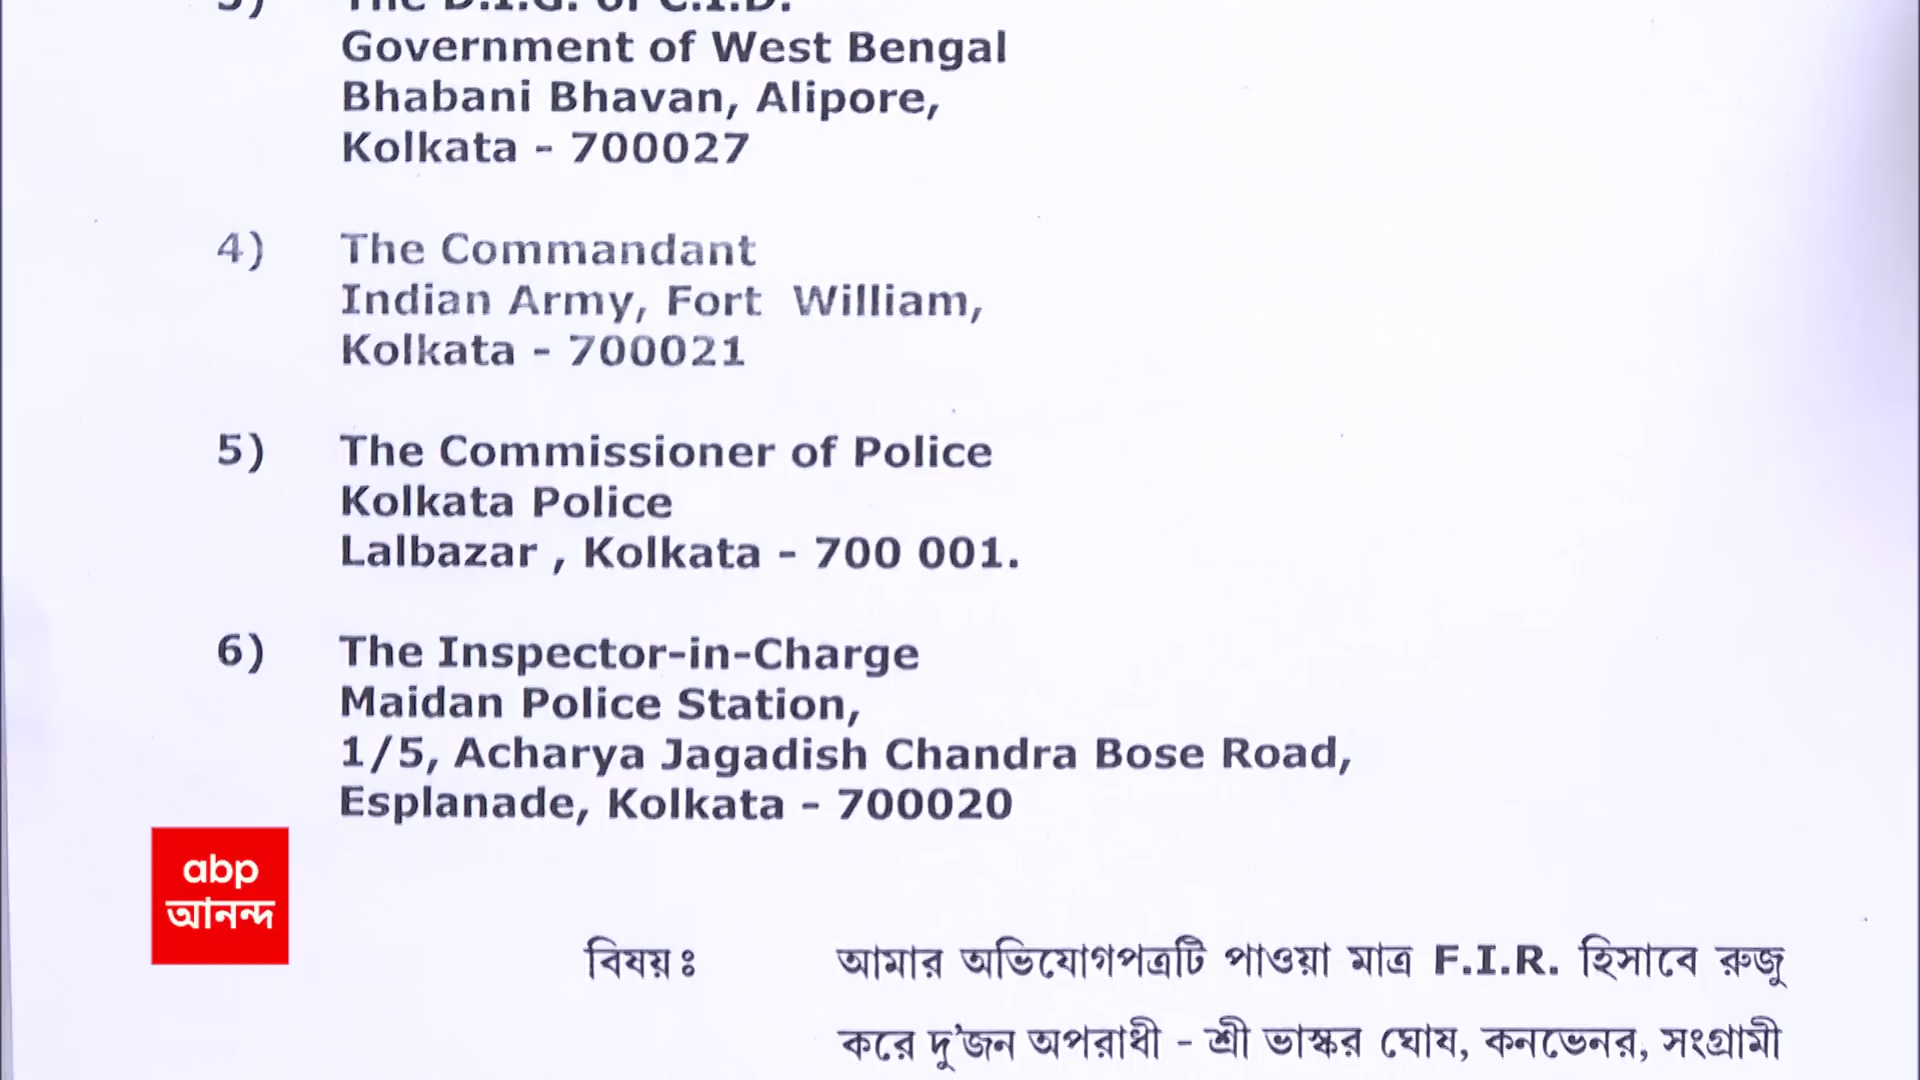 3) The D.I.G. of C.I.D.
Government of West Bengal
Bhabani Bhavan, Alipore,
Kolkata - 700027
4) The Commandant
Indian Army, Fort William,
Kolkata - 700021
5) The Commissioner of Police
Kolkata Police
Lalbazar , Kolkata - 700 001.
6) The Inspector-in-Charge
Maidan Police Station,
1/5, Acharya Jagadish Chandra Bose Road,
Esplanade, Kolkata - 700020
abp
আনন্দ
বিষয়ঃ আমার অভিযোগপত্রটি পাওয়া মাত্র F.I.R. হিসাবে রুজু
করে দু'জন অপরাধী - শ্রী ভাস্কর ঘোষ, কনভেনর, সংগ্রামী